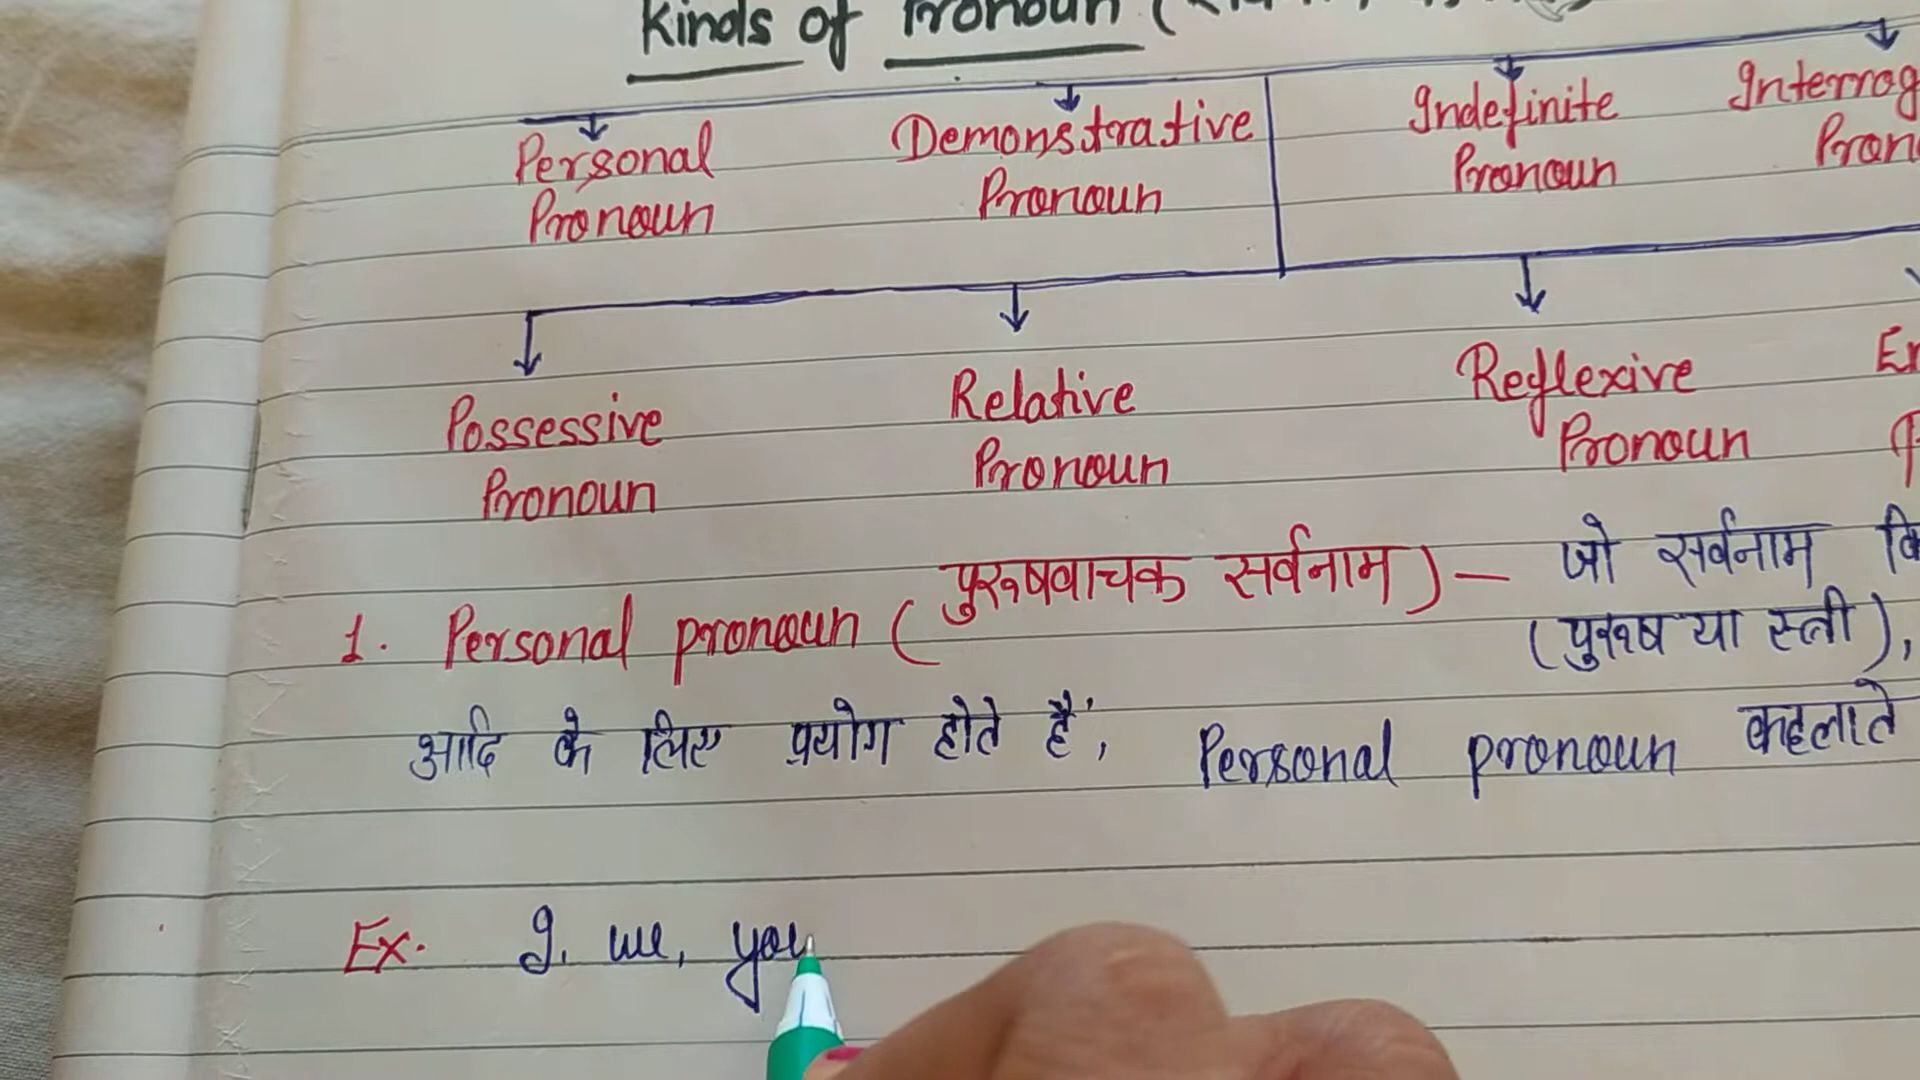 Kinds of Pronoun (
Personal Pronoun
Demonstrative Pronoun
Indefinite Pronoun
Possessive Pronoun
Relative Pronoun
Reflexive Pronoun
1. Personal pronoun (पुरूषवाचक सर्वनाम) — जो सर्वनाम
(पुरूष या स्त्री),
आदि के लिए प्रयोग होते हैं, Personal pronoun कहलाते
Ex. I, we, you